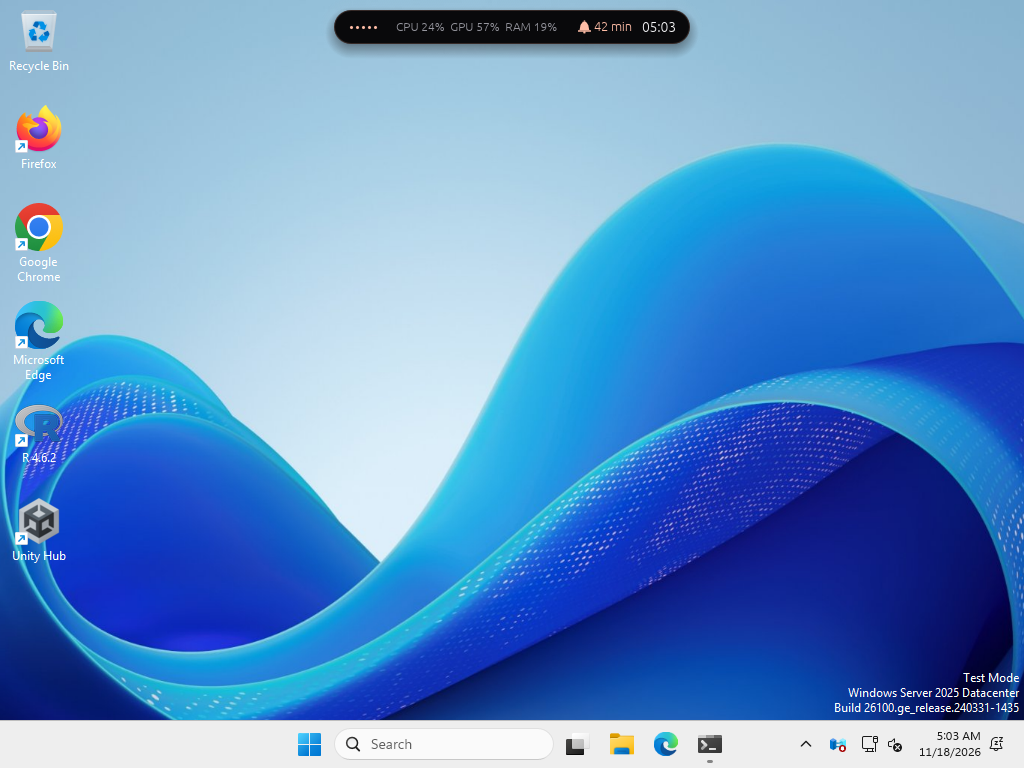 CPU 24% GPU 57% RAM 19% 42 min 05:03
Recycle Bin
Firefox
Google
Chrome
Microsoft
Edge
R 4.6.2
Unity Hub
Test Mode
Windows Server 2025 Datacenter
Build 26100.ge_release.240331-1435
Search
5:03 AM
11/18/2026